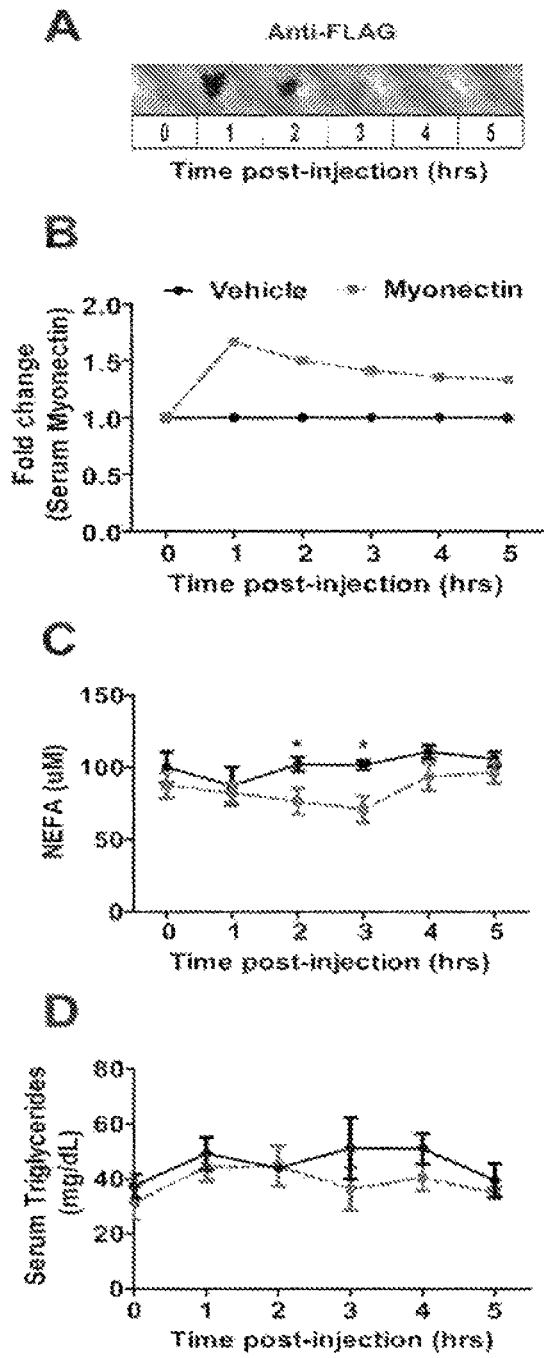 A
Anti-FLAG
0 1 2 3 4 5
Time post-injection (hrs)
B
Vehicle Myonectin
Fold change
(Serum Myonectin)
2.0
1.5
1.0
0.5
0.0
0 1 2 3 4 5
Time post-injection (hrs)
C
NEFA (uM)
150
100
50
0
* *
0 1 2 3 4 5
Time post-injection (hrs)
D
Serum Triglycerides
(mg/dL)
80
60
40
20
0
0 1 2 3 4 5
Time post-injection (hrs)